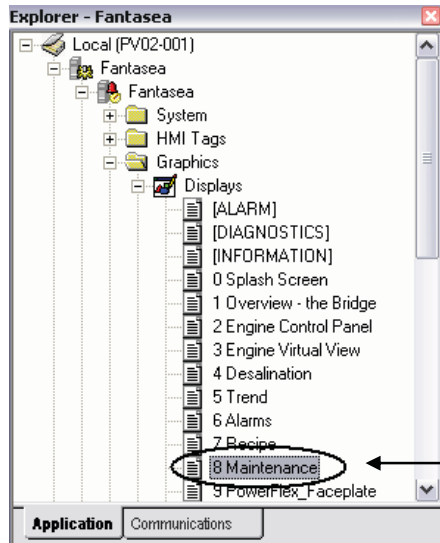 Explorer - Fantasea
Local (PV02-001)
Fantasea
Fantasea
System
HMI Tags
Graphics
Displays
[ALARM]
[DIAGNOSTICS]
[INFORMATION]
0 Splash Screen
1 Overview - the Bridge
2 Engine Control Panel
3 Engine Virtual View
4 Desalination
5 Trend
6 Alarms
7 Recipe
8 Maintenance
9 PowerFlex_Faceplate
Application Communications